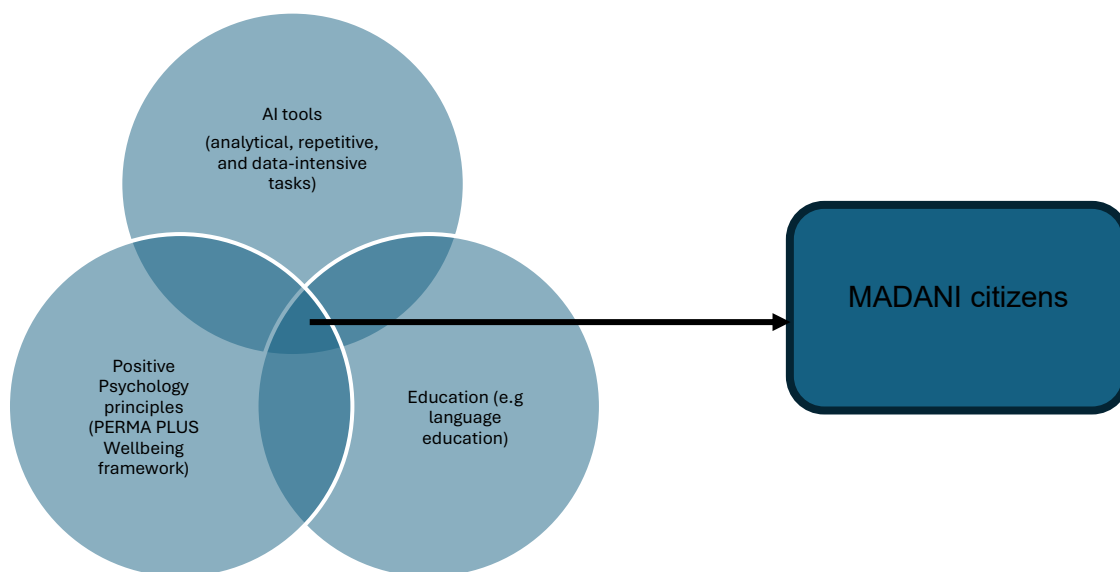 AI tools
(analytical, repetitive,
and data-intensive
tasks)
Positive
Psychology
principles
(PERMA PLUS
Wellbeing
framework)
Education (e.g
language
education)
MADANI citizens